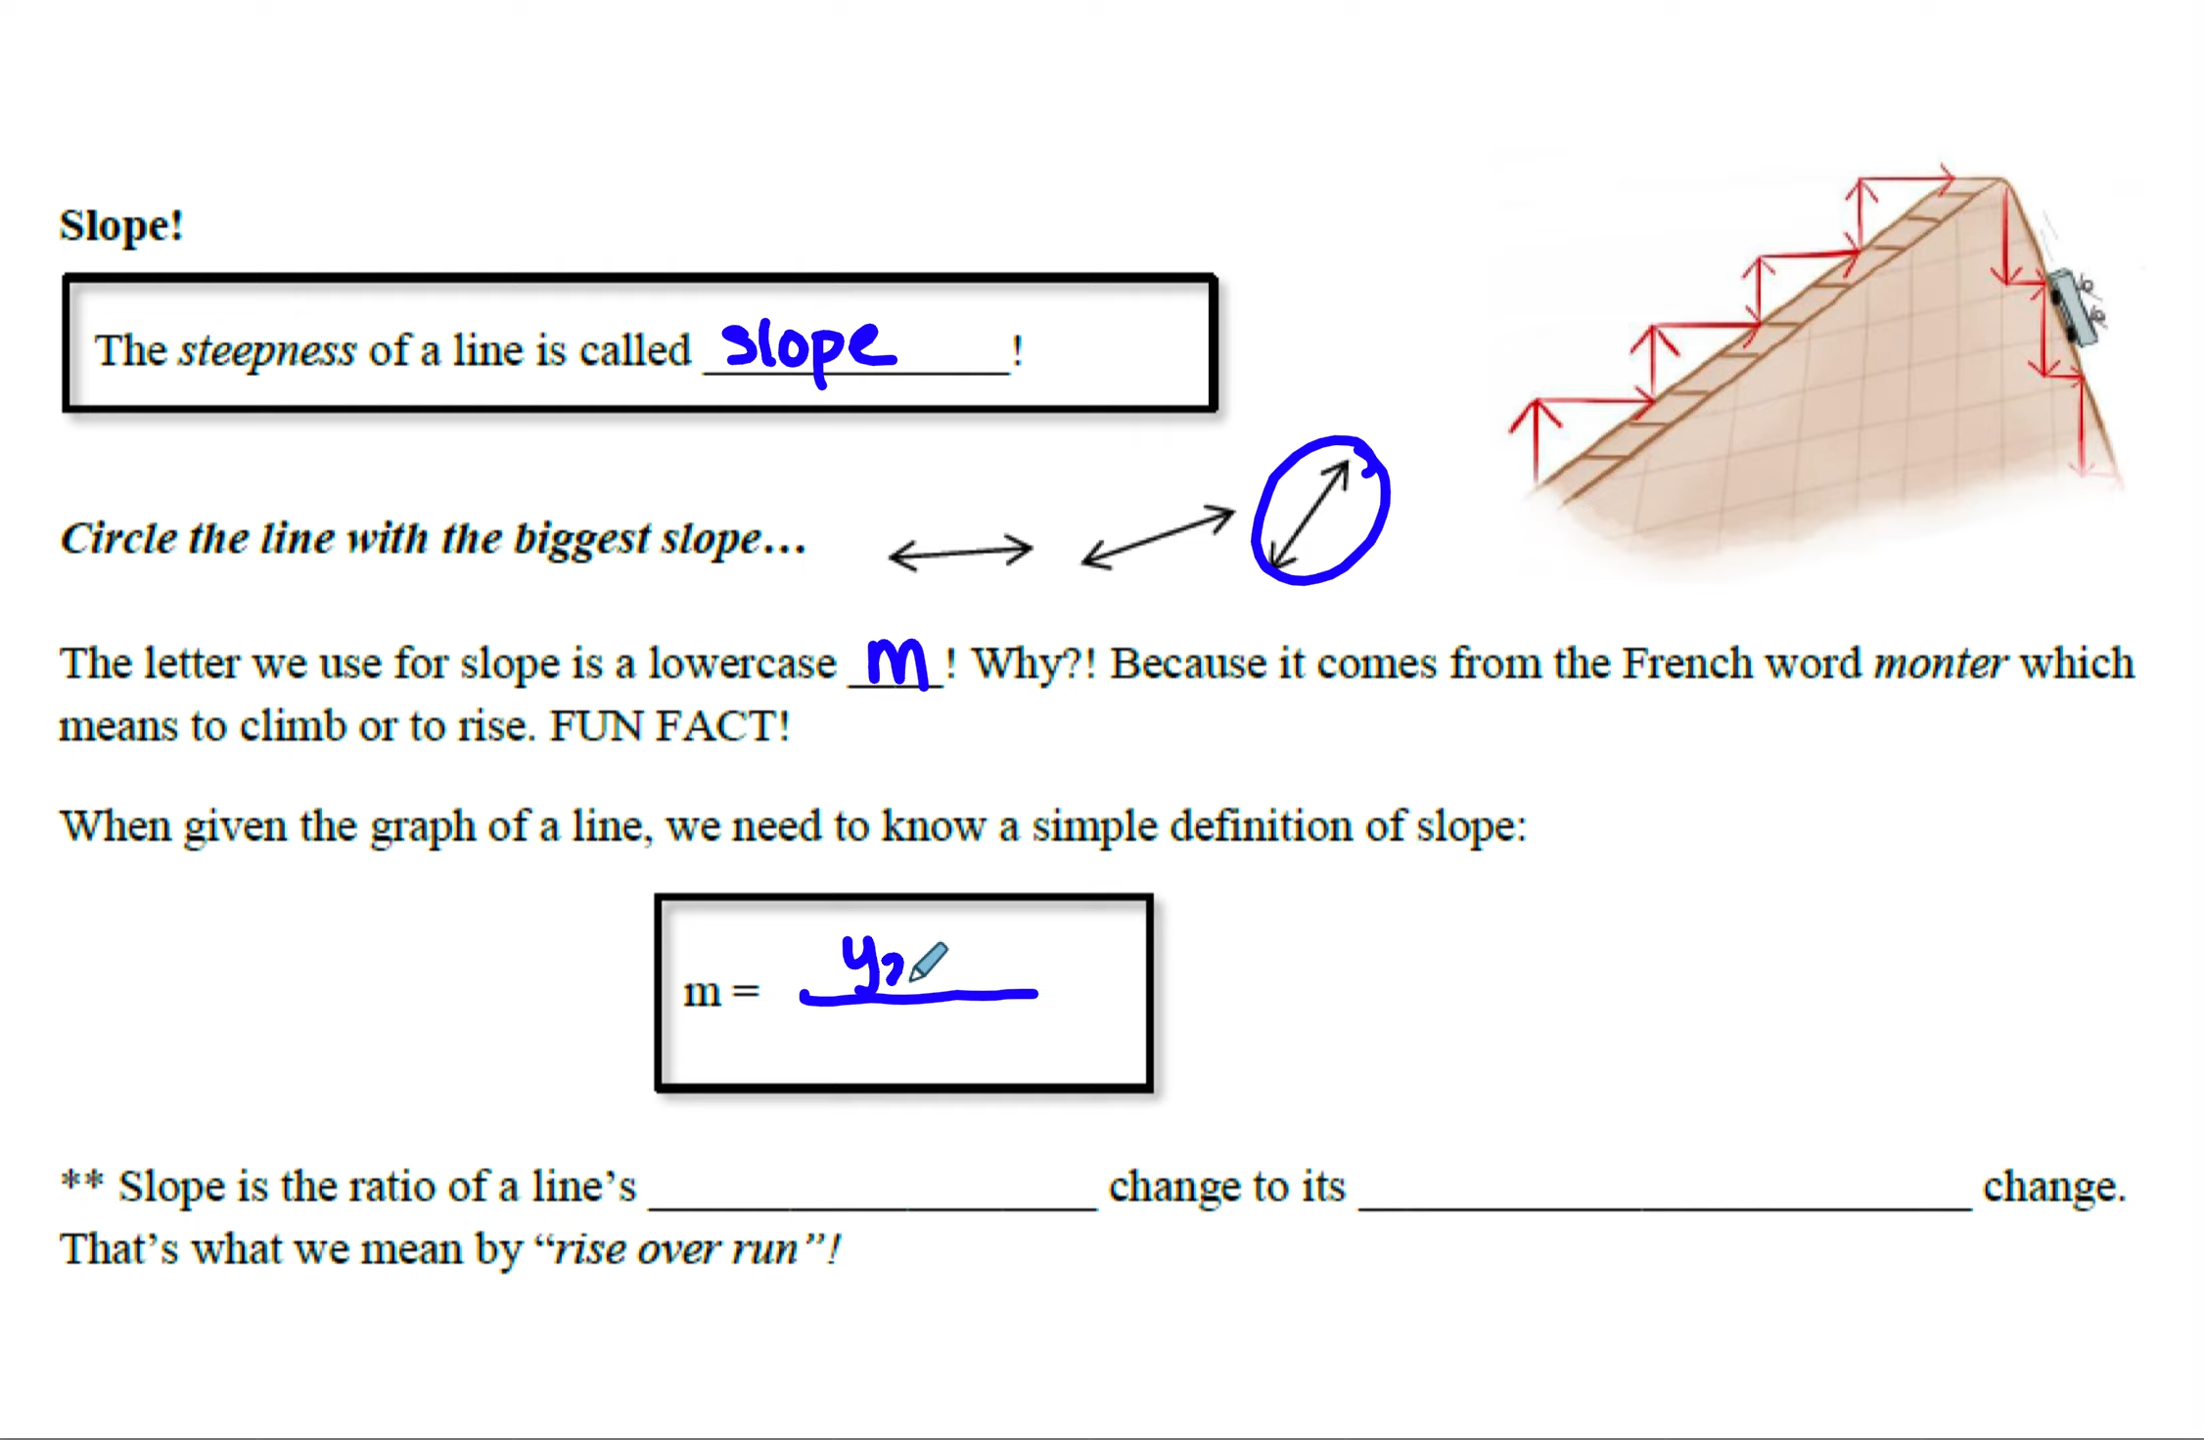 Slope!
The steepness of a line is called slope!
Circle the line with the biggest slope...
The letter we use for slope is a lowercase m! Why?! Because it comes from the French word monter which
means to climb or to rise. FUN FACT!
When given the graph of a line, we need to know a simple definition of slope:
y₂
m =
** Slope is the ratio of a line's ____ change to its ____ change.
That's what we mean by "rise over run"!